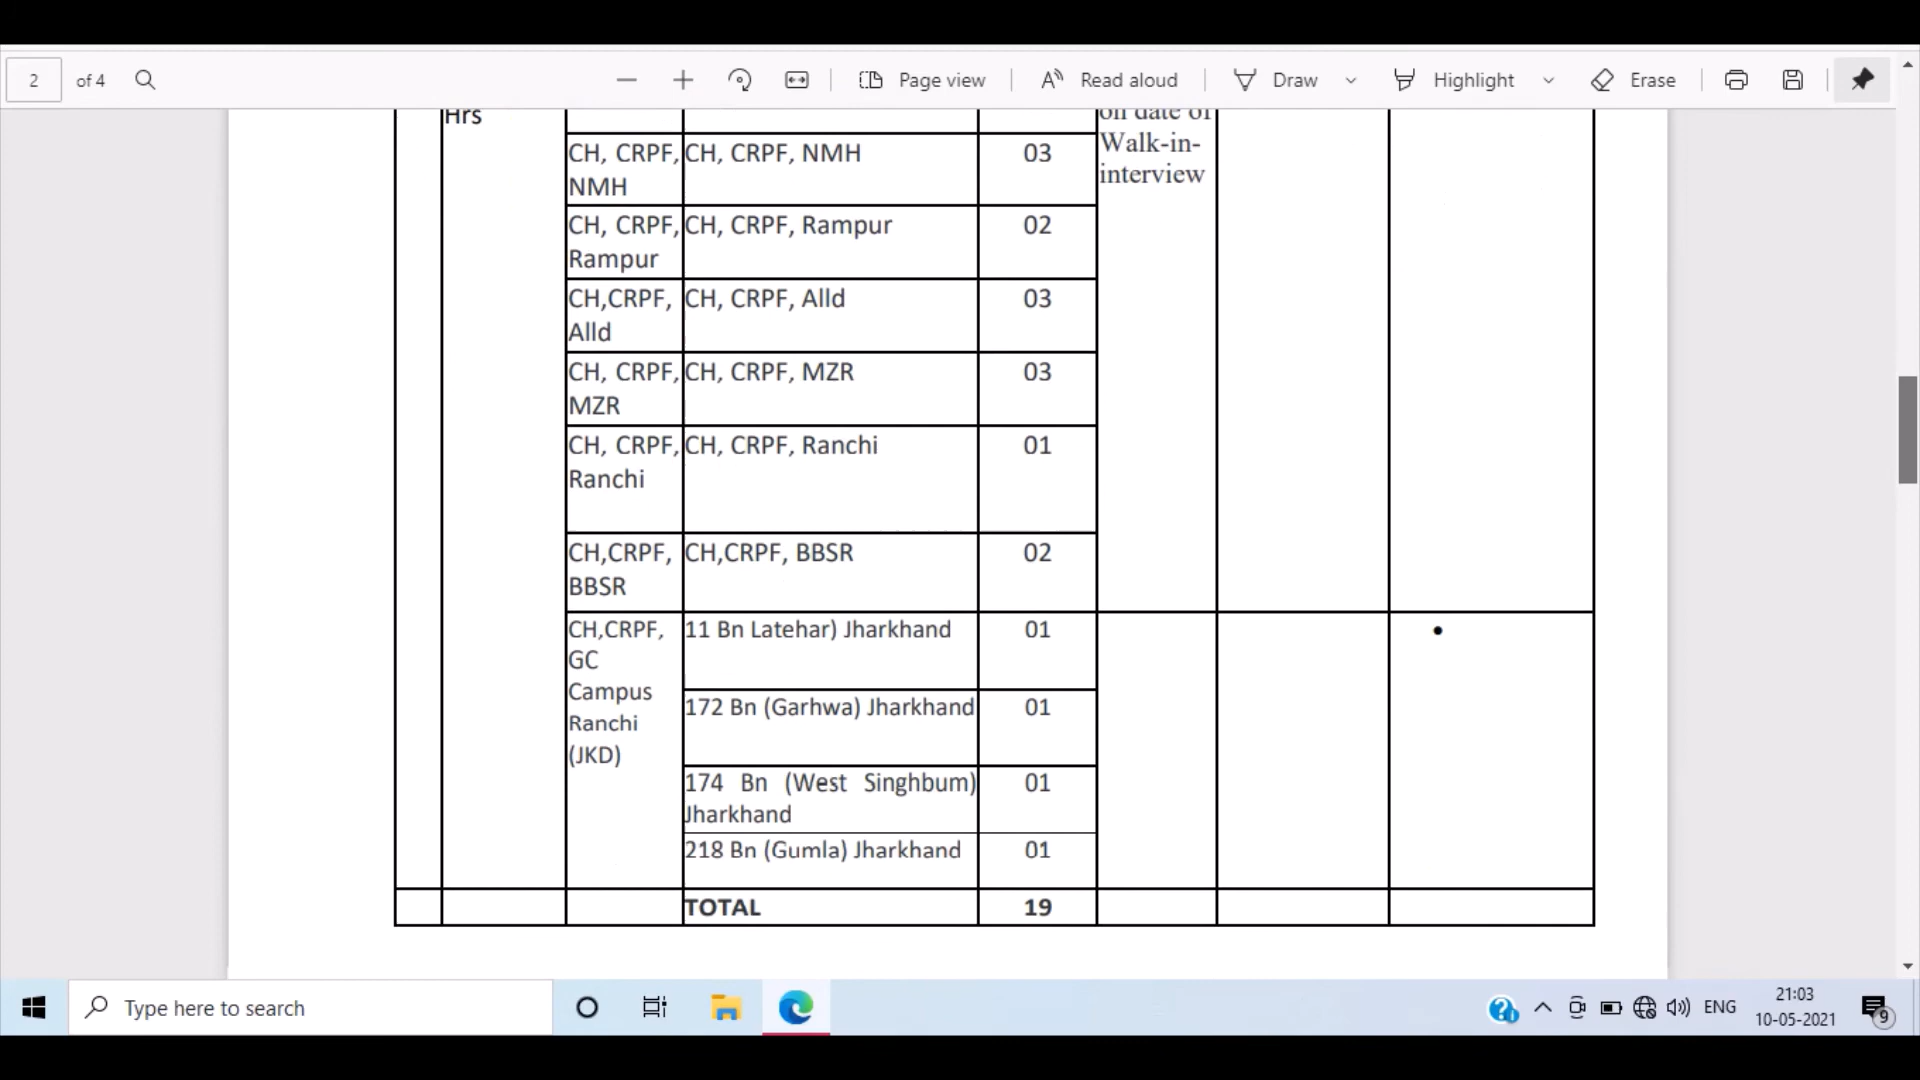 2 of 4 Page view Read aloud Draw Highlight Erase
Hrs
on date of
Walk-in-
interview
CH, CRPF, NMH
CH, CRPF, NMH
03
CH, CRPF, Rampur
CH, CRPF, Rampur
02
CH,CRPF, Alld
CH, CRPF, Alld
03
CH, CRPF, MZR
CH, CRPF, MZR
03
CH, CRPF, Ranchi
CH, CRPF, Ranchi
01
CH,CRPF, BBSR
CH,CRPF, BBSR
02
CH,CRPF,
GC
Campus
Ranchi
(JKD)
11 Bn Latehar) Jharkhand
01
172 Bn (Garhwa) Jharkhand
01
174 Bn (West Singhbum)
Jharkhand
01
218 Bn (Gumla) Jharkhand
01
TOTAL
19
Type here to search
ENG
21:03
10-05-2021
9